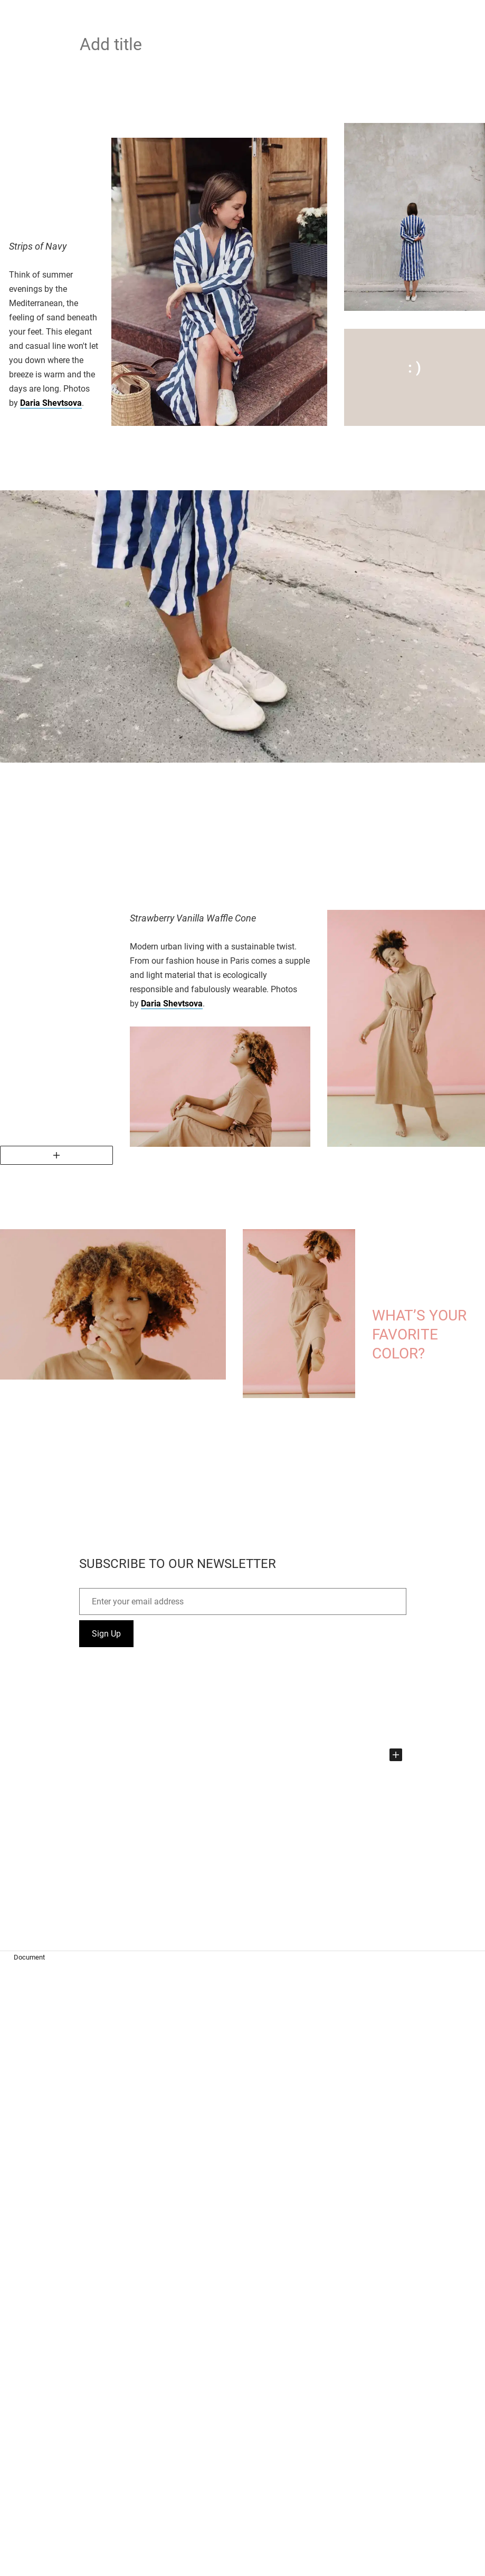 Add title
Strips of Navy
Think of summer
evenings by the
Mediterranean, the
feeling of sand beneath
your feet. This elegant
and casual line won't let
you down where the
breeze is warm and the
days are long. Photos
by Daria Shevtsova.
: )
Strawberry Vanilla Waffle Cone
Modern urban living with a sustainable twist.
From our fashion house in Paris comes a supple
and light material that is ecologically
responsible and fabulously wearable. Photos
by Daria Shevtsova.
WHAT'S YOUR
FAVORITE
COLOR?
SUBSCRIBE TO OUR NEWSLETTER
Enter your email address
Sign Up
Document